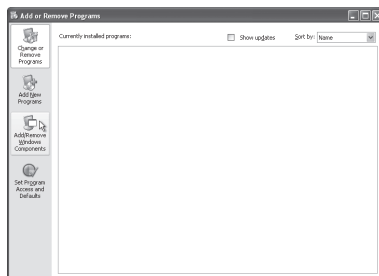 Add or Remove Programs
Change or
Remove
Programs
Currently installed programs:
Show updates
Sort by:
Name
Add New
Programs
Add/Remove
Windows
Components
Set Program
Access and
Defaults